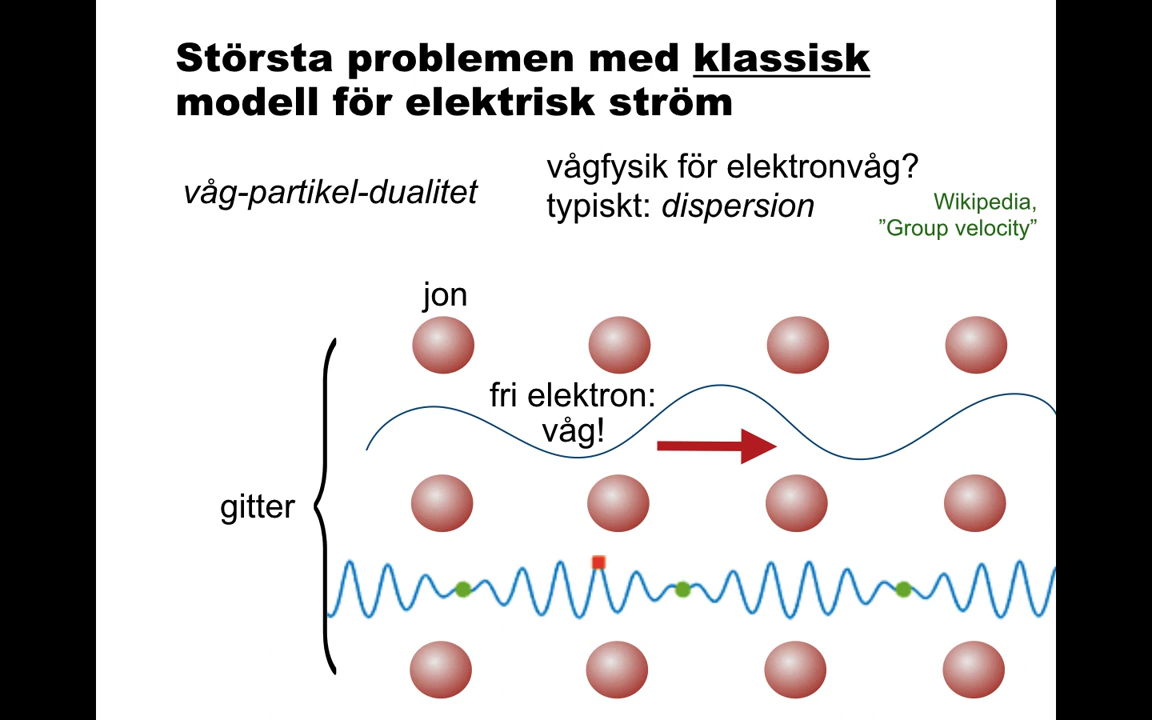 Största problemen med klassisk
modell för elektrisk ström
våg-partikel-dualitet
vågfysik för elektronvåg?
typiskt: dispersion
Wikipedia,
”Group velocity”
jon
fri elektron:
våg!
gitter